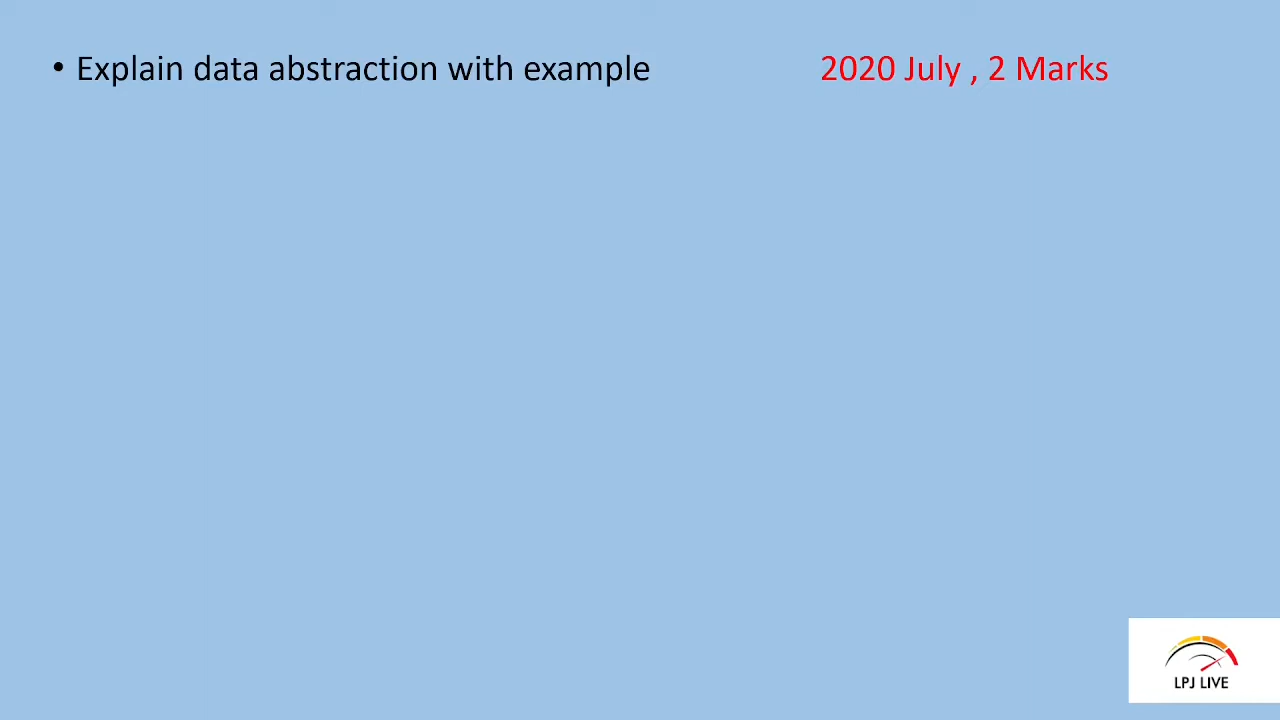 • Explain data abstraction with example 2020 July , 2 Marks
LPJ LIVE